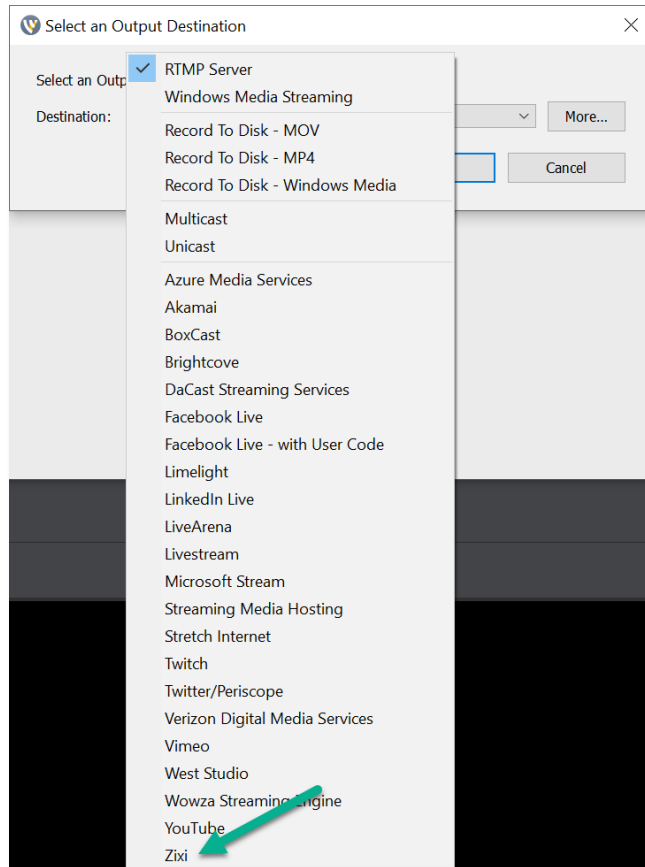 Select an Output Destination
Select an Outp
Destination:
More...
Cancel
RTMP Server
Windows Media Streaming
Record To Disk - MOV
Record To Disk - MP4
Record To Disk - Windows Media
Multicast
Unicast
Azure Media Services
Akamai
BoxCast
Brightcove
DaCast Streaming Services
Facebook Live
Facebook Live - with User Code
Limelight
LinkedIn Live
LiveArena
Livestream
Microsoft Stream
Streaming Media Hosting
Stretch Internet
Twitch
Twitter/Periscope
Verizon Digital Media Services
Vimeo
West Studio
Wowza Streaming Engine
YouTube
Zixi